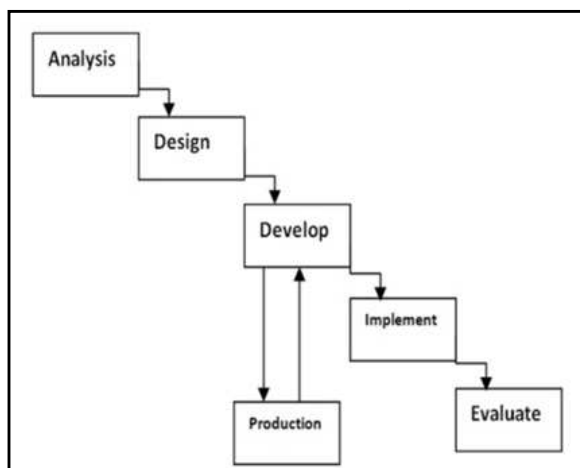 Analysis
Design
Develop
Implement
Production
Evaluate